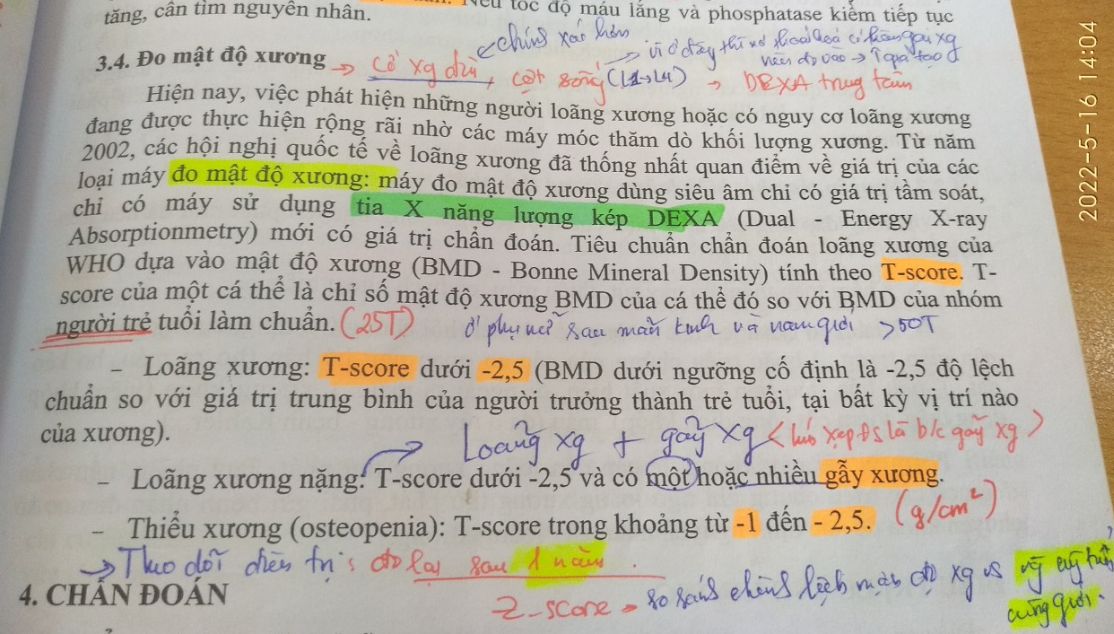 tăng, cần tìm nguyên nhân. Nếu tốc độ máu lắng và phosphatase kiềm tiếp tục
chính xác hơn
3.4. Đo mật độ xương → Cổ xg đùi, cột sống (L1→L4) → DEXA trung tâm
Hiện nay, việc phát hiện những người loãng xương hoặc có nguy cơ loãng xương
đang được thực hiện rộng rãi nhờ các máy móc thăm dò khối lượng xương. Từ năm
2002, các hội nghị quốc tế về loãng xương đã thống nhất quan điểm về giá trị của các
loại máy đo mật độ xương: máy đo mật độ xương dùng siêu âm chỉ có giá trị tầm soát,
chỉ có máy sử dụng tia X năng lượng kép DEXA (Dual - Energy X-ray
Absorptionmetry) mới có giá trị chẩn đoán. Tiêu chuẩn chẩn đoán loãng xương của
WHO dựa vào mật độ xương (BMD - Bonne Mineral Density) tính theo T-score. T-
score của một cá thể là chỉ số mật độ xương BMD của cá thể đó so với BMD của nhóm
người trẻ tuổi làm chuẩn. (25T) ở phụ nữ sau mãn kinh và nam giới >50T
- Loãng xương: T-score dưới -2,5 (BMD dưới ngưỡng cố định là -2,5 độ lệch
chuẩn so với giá trị trung bình của người trưởng thành trẻ tuổi, tại bất kỳ vị trí nào
của xương).
Loãng xg + gãy xg
- Loãng xương nặng: T-score dưới -2,5 và có một hoặc nhiều gẫy xương.
- Thiểu xương (osteopenia): T-score trong khoảng từ -1 đến - 2,5. (g/cm²)
→ Theo dõi điều trị: đo lại sau 1 năm.
4. CHẨN ĐOÁN
Z-score → so sánh chênh lệch mật độ xg vs
cùng giới.
2022-5-16 14:04